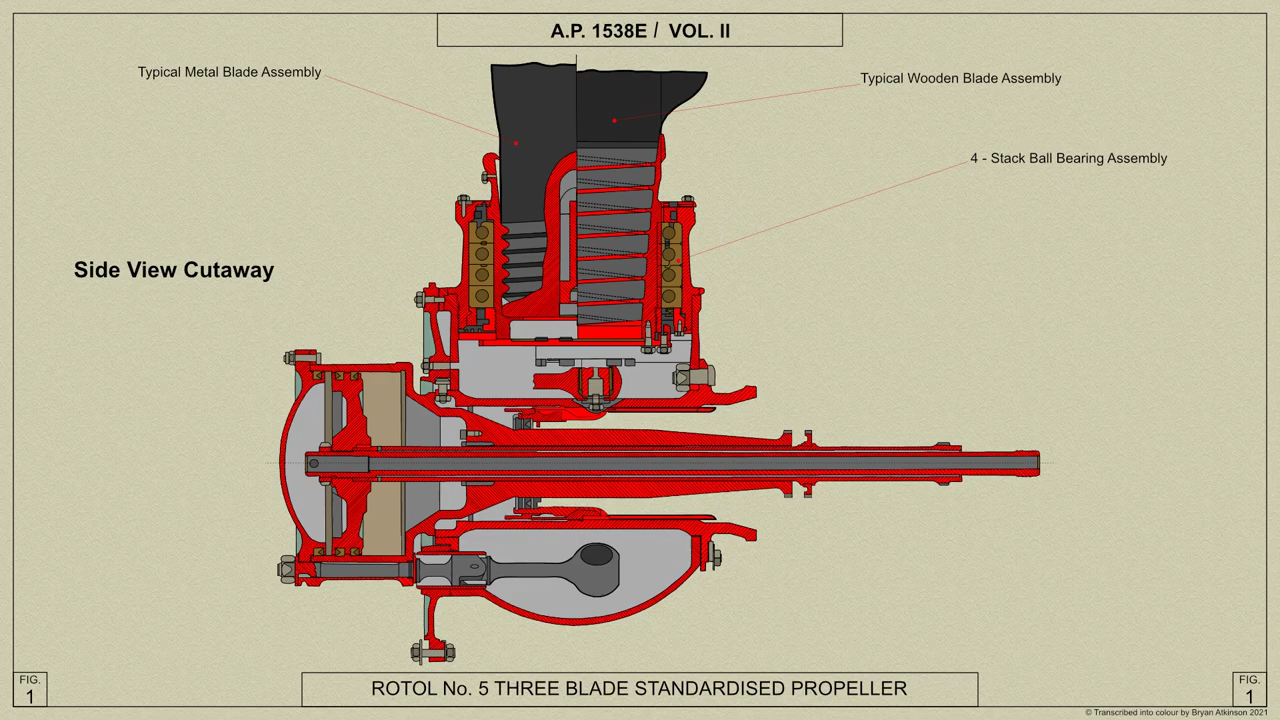 A.P. 1538E / VOL. II
Typical Metal Blade Assembly
Typical Wooden Blade Assembly
4 - Stack Ball Bearing Assembly
Side View Cutaway
FIG.
1
ROTOL No. 5 THREE BLADE STANDARDISED PROPELLER
FIG.
1
© Transcribed into colour by Bryan Atkinson 2021